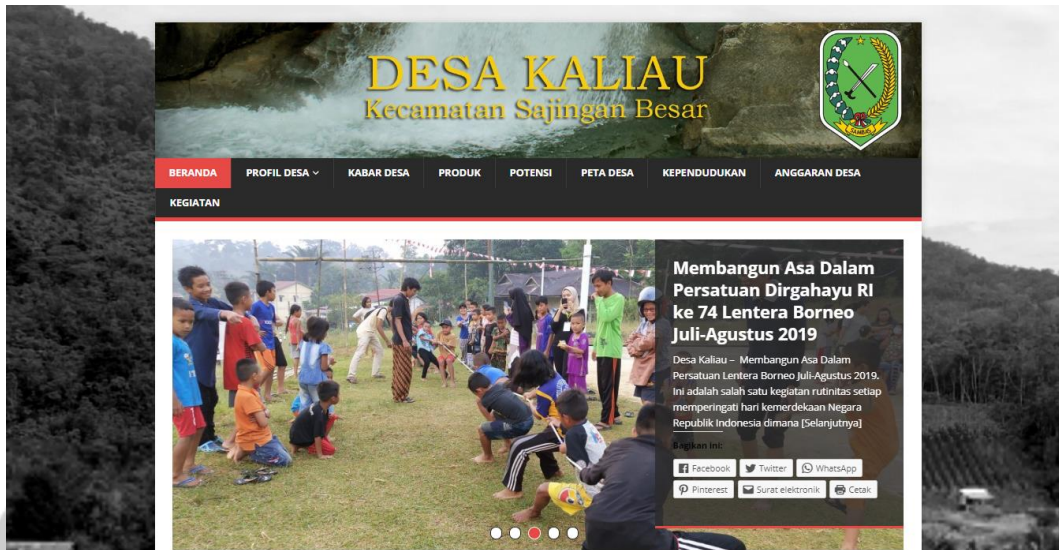 DESA KALIAU
Kecamatan Sajingan Besar
SAMBAS
BERANDA PROFIL DESA KABAR DESA PRODUK POTENSI PETA DESA KEPENDUDUKAN ANGGARAN DESA
KEGIATAN
Membangun Asa Dalam
Persatuan Dirgahayu RI
ke 74 Lentera Borneo
Juli-Agustus 2019
Desa Kaliau – Membangun Asa Dalam
Persatuan Lentera Borneo Juli-Agustus 2019.
Ini adalah salah satu kegiatan rutinitas setiap
memperingati hari kemerdekaan Negara
Republik Indonesia dimana [Selanjutnya]
Bagikan ini:
Facebook Twitter WhatsApp
Pinterest Surat elektronik Cetak